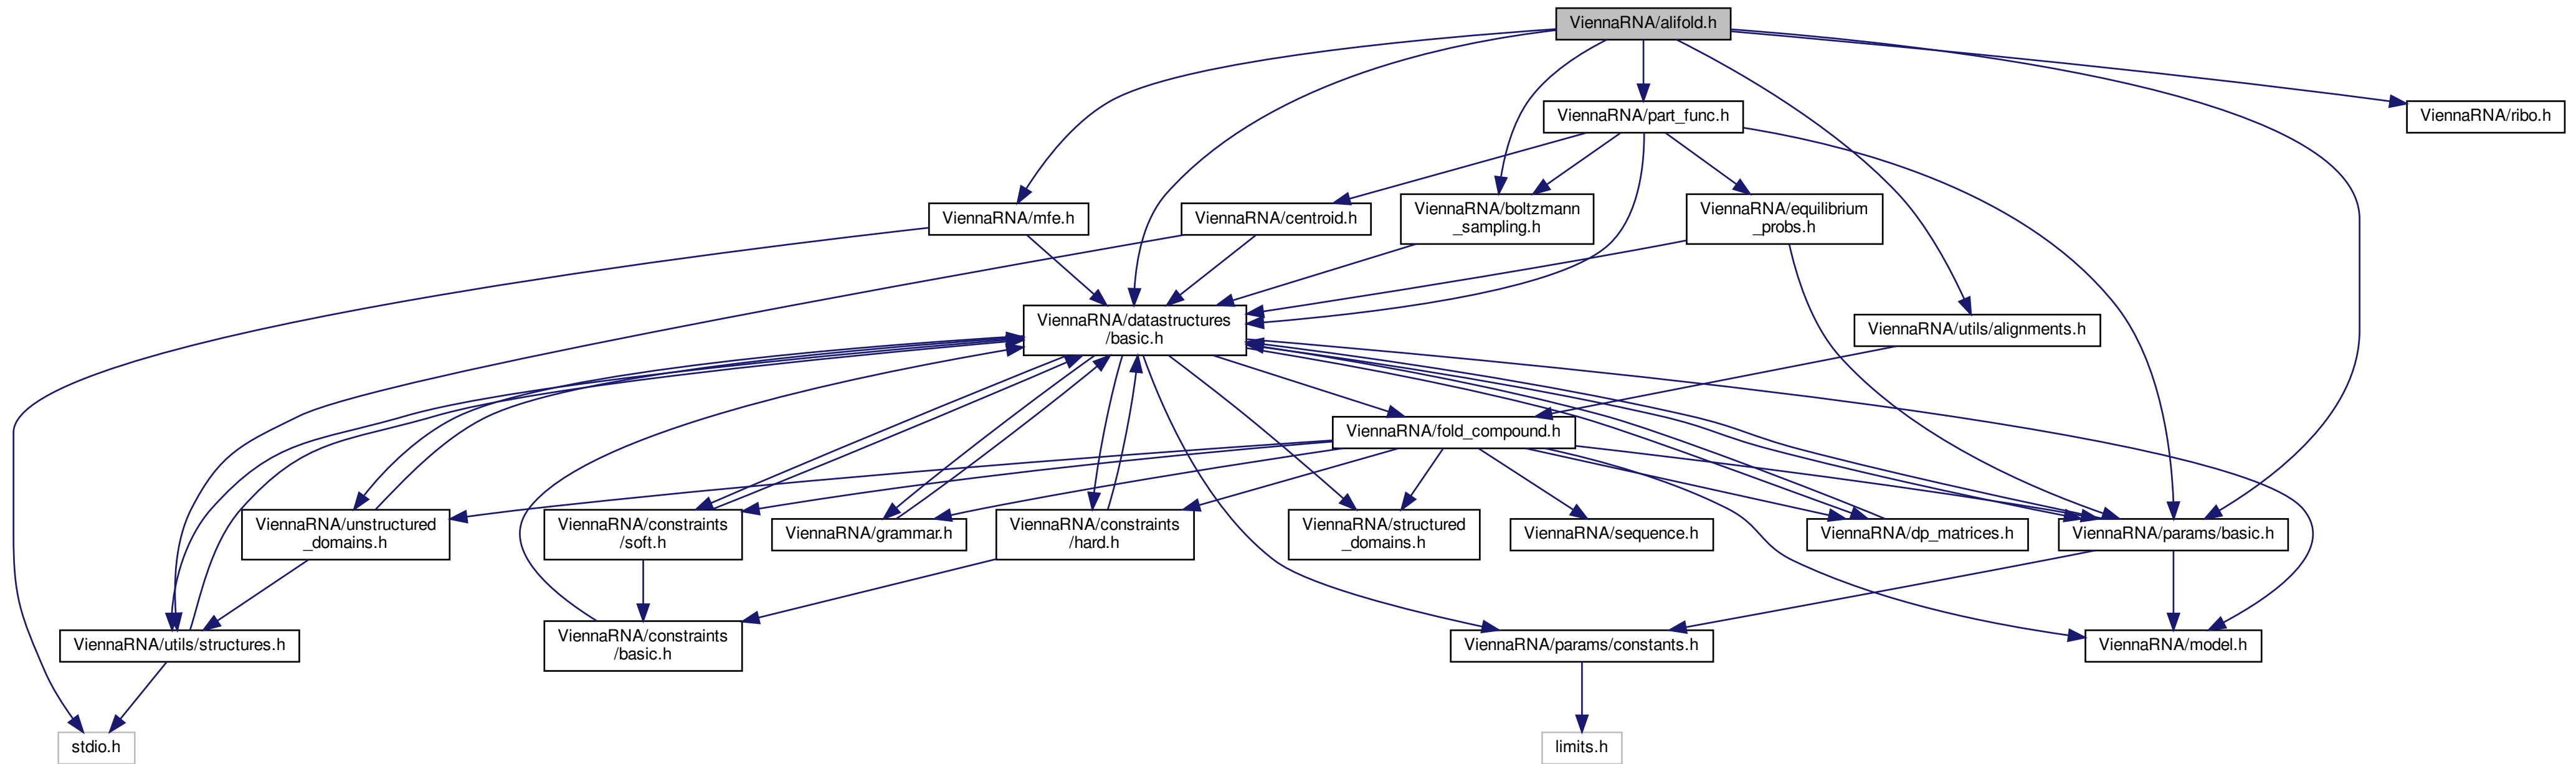 ViennaRNA/alifold.h
ViennaRNA/part_func.h
ViennaRNA/ribo.h
ViennaRNA/mfe.h
ViennaRNA/centroid.h
ViennaRNA/boltzmann
_sampling.h
ViennaRNA/equilibrium
_probs.h
ViennaRNA/datastructures
/basic.h
ViennaRNA/utils/alignments.h
ViennaRNA/fold_compound.h
ViennaRNA/unstructured
_domains.h
ViennaRNA/constraints
/soft.h
ViennaRNA/grammar.h
ViennaRNA/constraints
/hard.h
ViennaRNA/structured
_domains.h
ViennaRNA/sequence.h
ViennaRNA/dp_matrices.h
ViennaRNA/params/basic.h
ViennaRNA/utils/structures.h
ViennaRNA/constraints
/basic.h
ViennaRNA/params/constants.h
ViennaRNA/model.h
stdio.h
limits.h